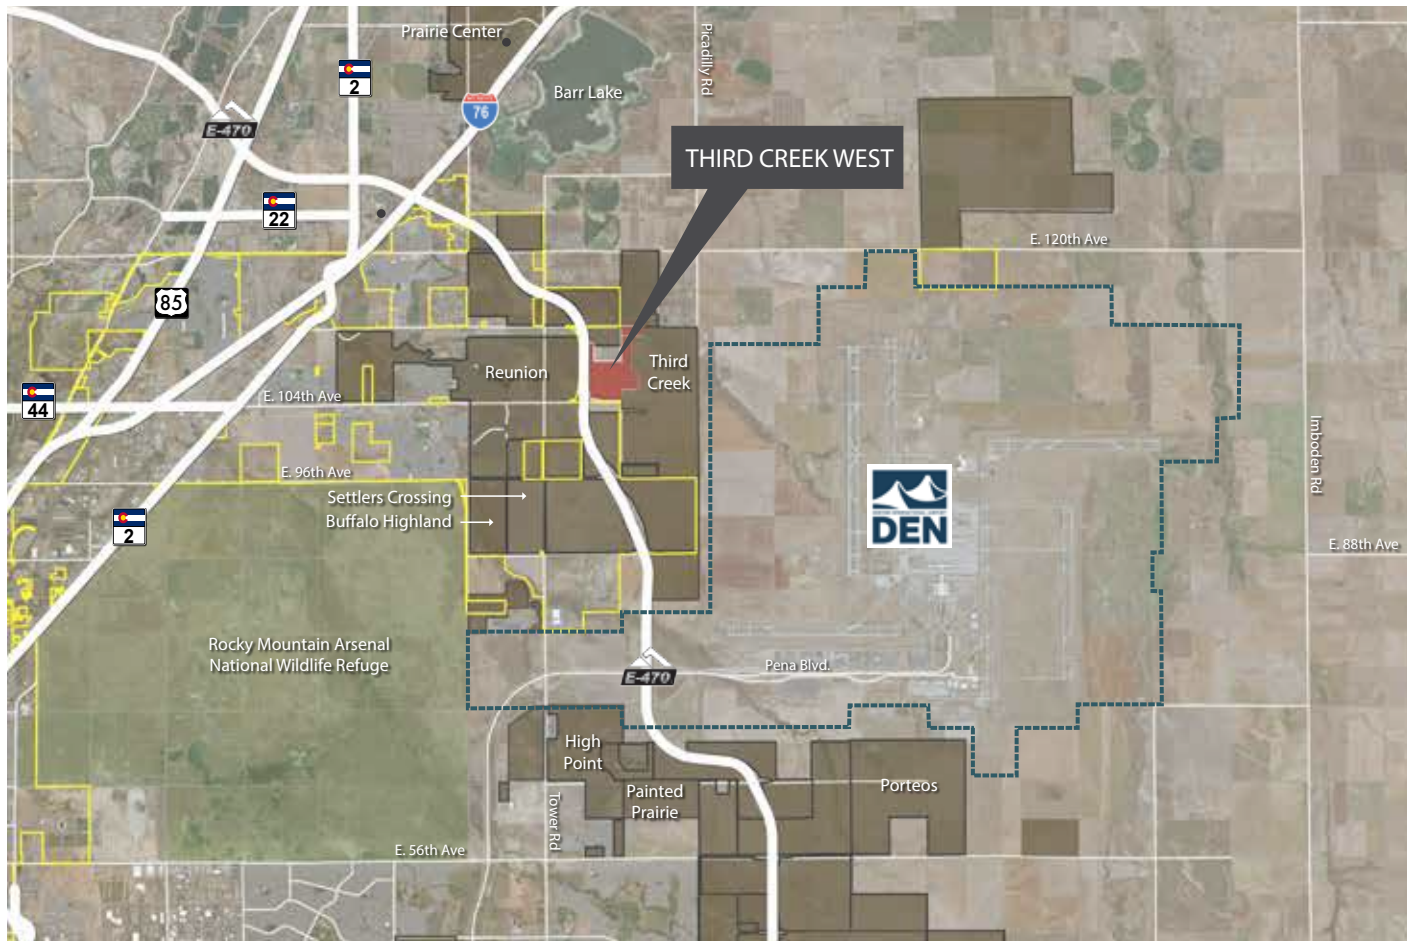 Prairie Center
2
Picadilly Rd
Barr Lake
76
E-470
THIRD CREEK WEST
22
E. 120th Ave
85
Reunion
Third
Creek
44
E. 104th Ave
Imboden Rd
E. 96th Ave
Settlers Crossing
Buffalo Highland
2
DEN
E. 88th Ave
Rocky Mountain Arsenal
National Wildlife Refuge
E-470
Pena Blvd.
High
Point
Painted
Prairie
Porteos
Tower Rd
E. 56th Ave